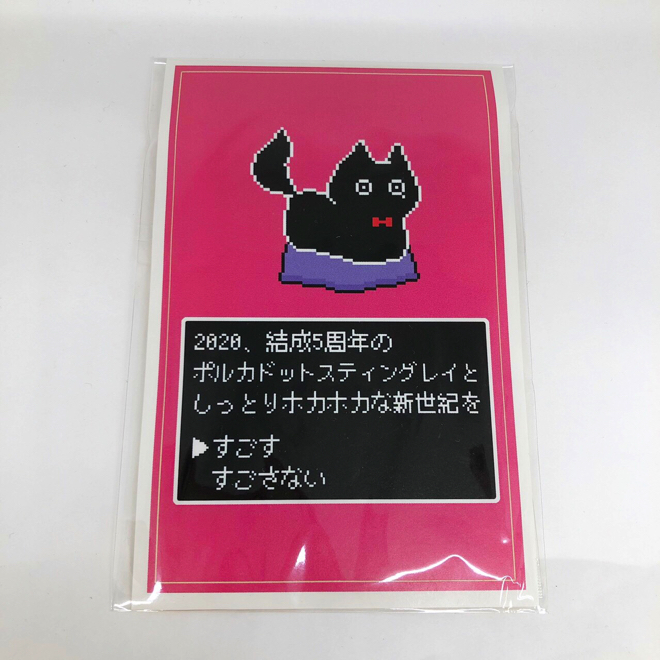 2020、結成5周年の
ポルカドットスティングレイと
しっとりホカホカな新世紀を
▶すごす
すごさない